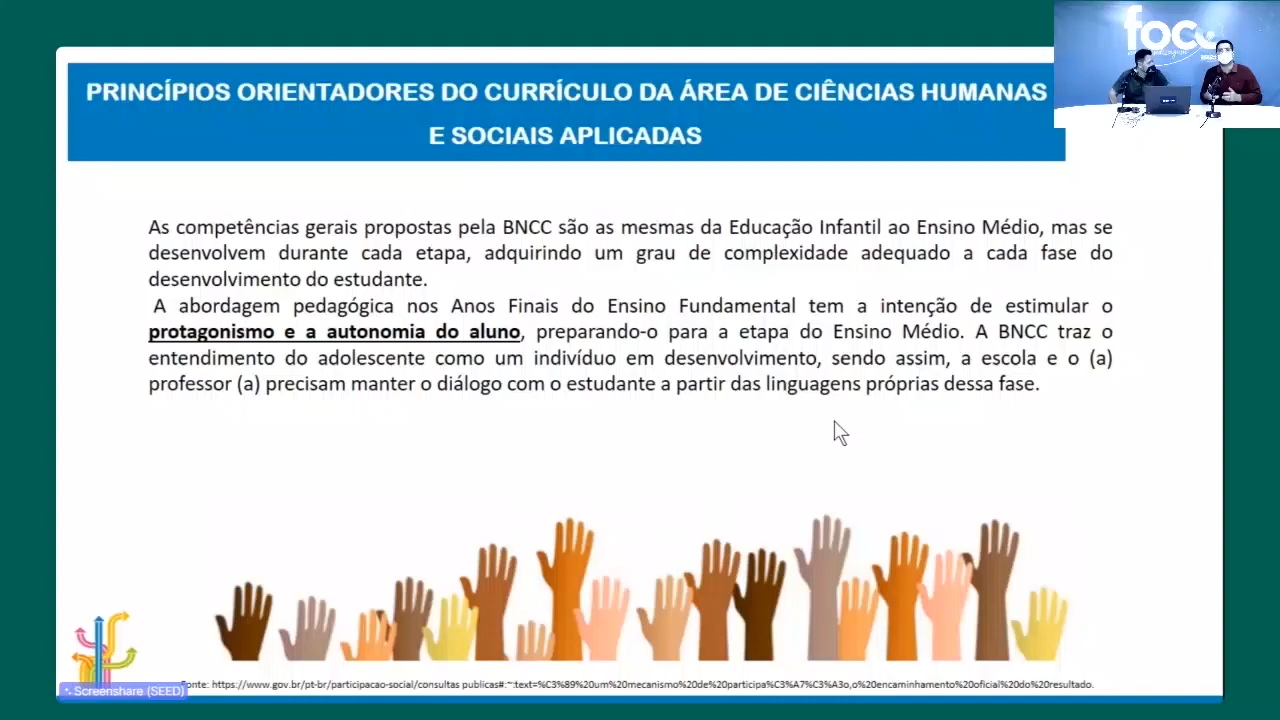 foco
PRINCÍPIOS ORIENTADORES DO CURRÍCULO DA ÁREA DE CIÊNCIAS HUMANAS
E SOCIAIS APLICADAS
As competências gerais propostas pela BNCC são as mesmas da Educação Infantil ao Ensino Médio, mas se
desenvolvem durante cada etapa, adquirindo um grau de complexidade adequado a cada fase do
desenvolvimento do estudante.
A abordagem pedagógica nos Anos Finais do Ensino Fundamental tem a intenção de estimular o
protagonismo e a autonomia do aluno, preparando-o para a etapa do Ensino Médio. A BNCC traz o
entendimento do adolescente como um indivíduo em desenvolvimento, sendo assim, a escola e o (a)
professor (a) precisam manter o diálogo com o estudante a partir das linguagens próprias dessa fase.
Fonte: https://www.gov.br/pt-br/participacao-social/consultas publicas#:~:text=%C3%89%20um%20mecanismo%20de%20participa%C3%A7%C3%A3o,o%20encaminhamento%20oficial%20do%20resultado.
Screenshare (SEED)